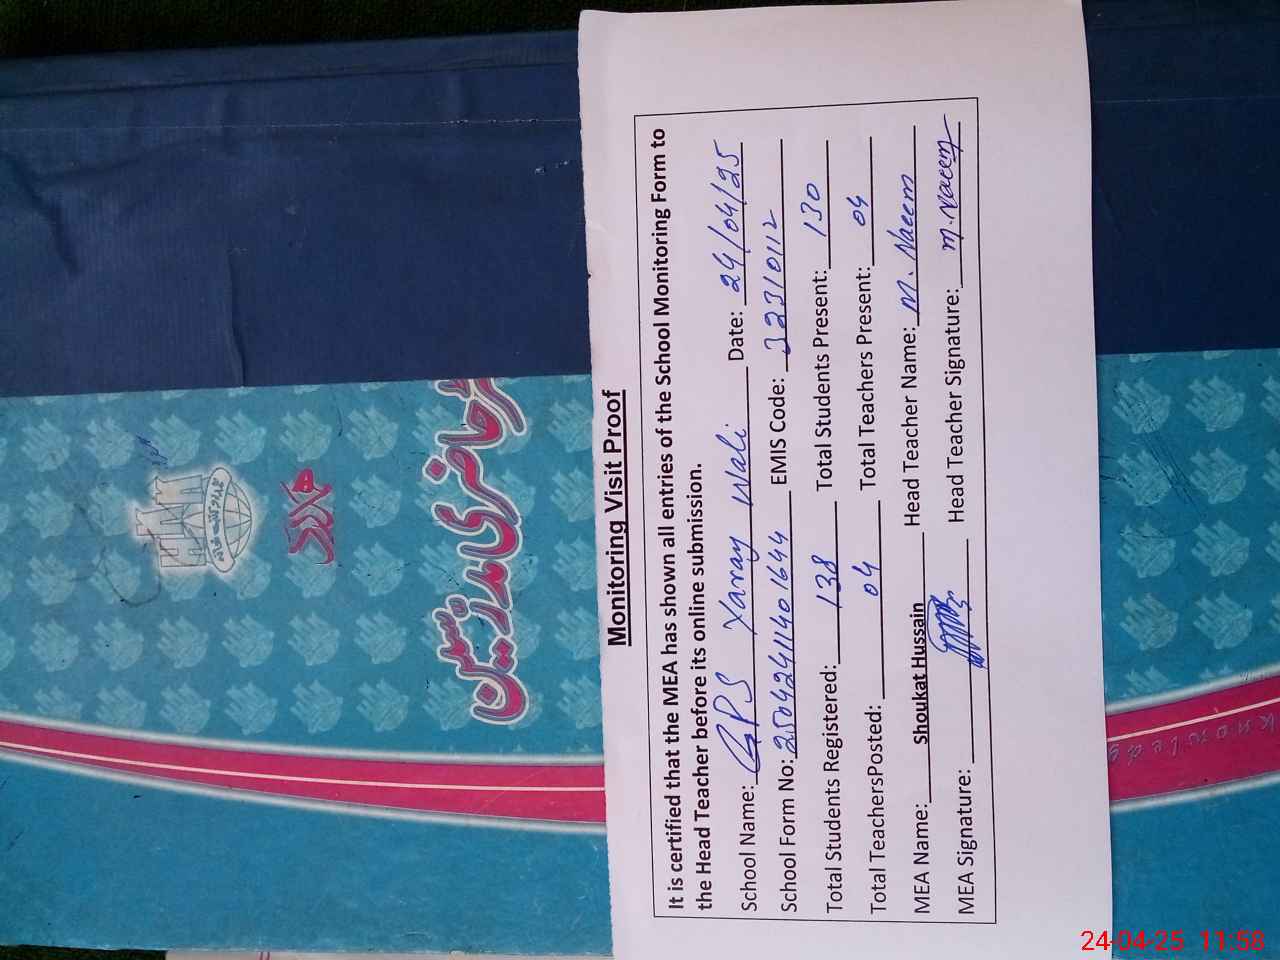 Monitoring Visit Proof
It is certified that the MEA has shown all entries of the School Monitoring Form to
the Head Teacher before its online submission.
School Name: GPS Xaray Wali Date: 24/04/25
School Form No: 25042411401644 EMIS Code: 32310112
Total Students Registered: 138 Total Students Present: 130
Total TeachersPosted: 04 Total Teachers Present: 04
MEA Name: Shoukat Hussain Head Teacher Name: M. Naeem
MEA Signature: Head Teacher Signature: M. Naeem
ہمدرد
حاضری مدرسین
24-04-25 11:58